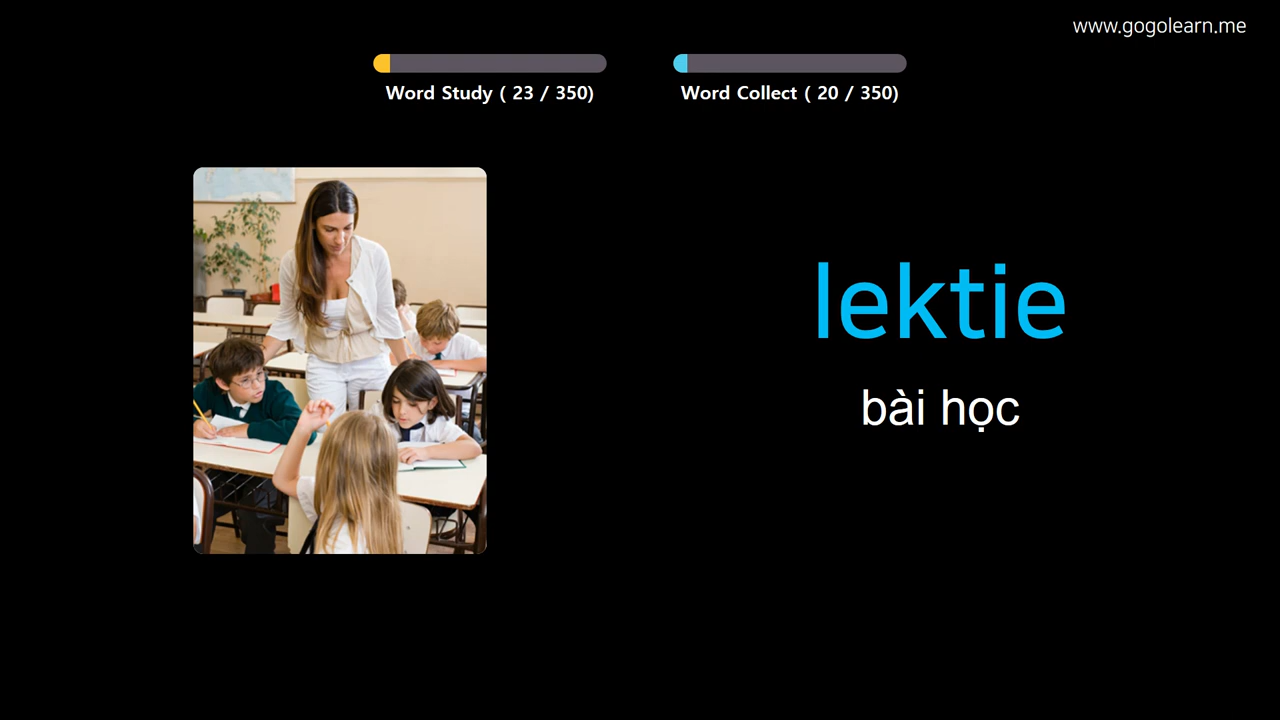 www.gogolearn.me
Word Study ( 23 / 350)
Word Collect ( 20 / 350)
lektie
bài học